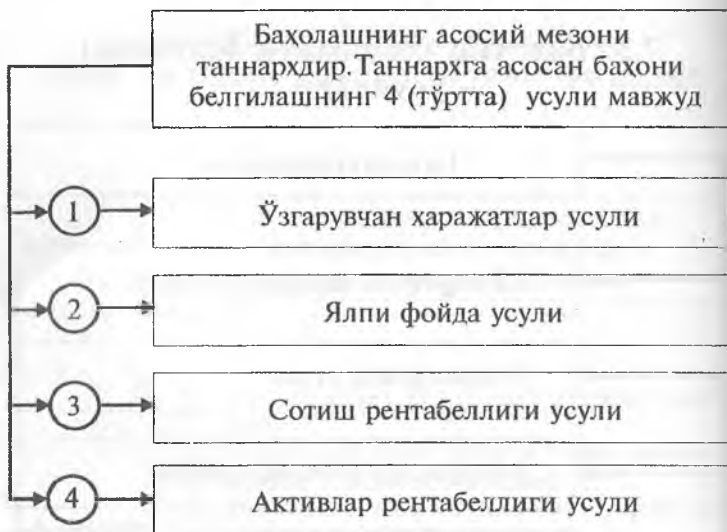 Баҳолашнинг асосий мезони
таннархдир.Таннархга асосан баҳони
белгилашнинг 4 (тўртта) усули мавжуд
1
Ўзгарувчан харажатлар усули
2
Ялпи фойда усули
3
Сотиш рентабеллиги усули
4
Активлар рентабеллиги усули